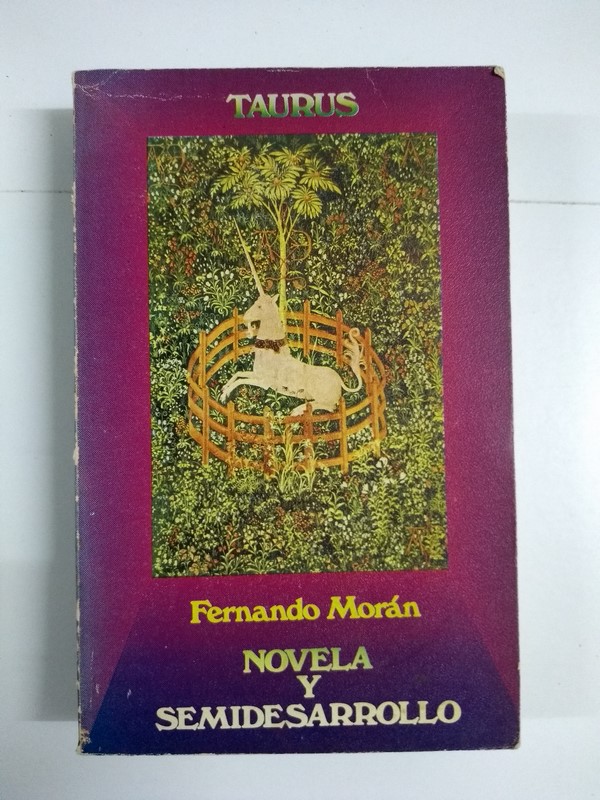 TAURUS
Fernando Morán
NOVELA
Y
SEMIDESARROLLO